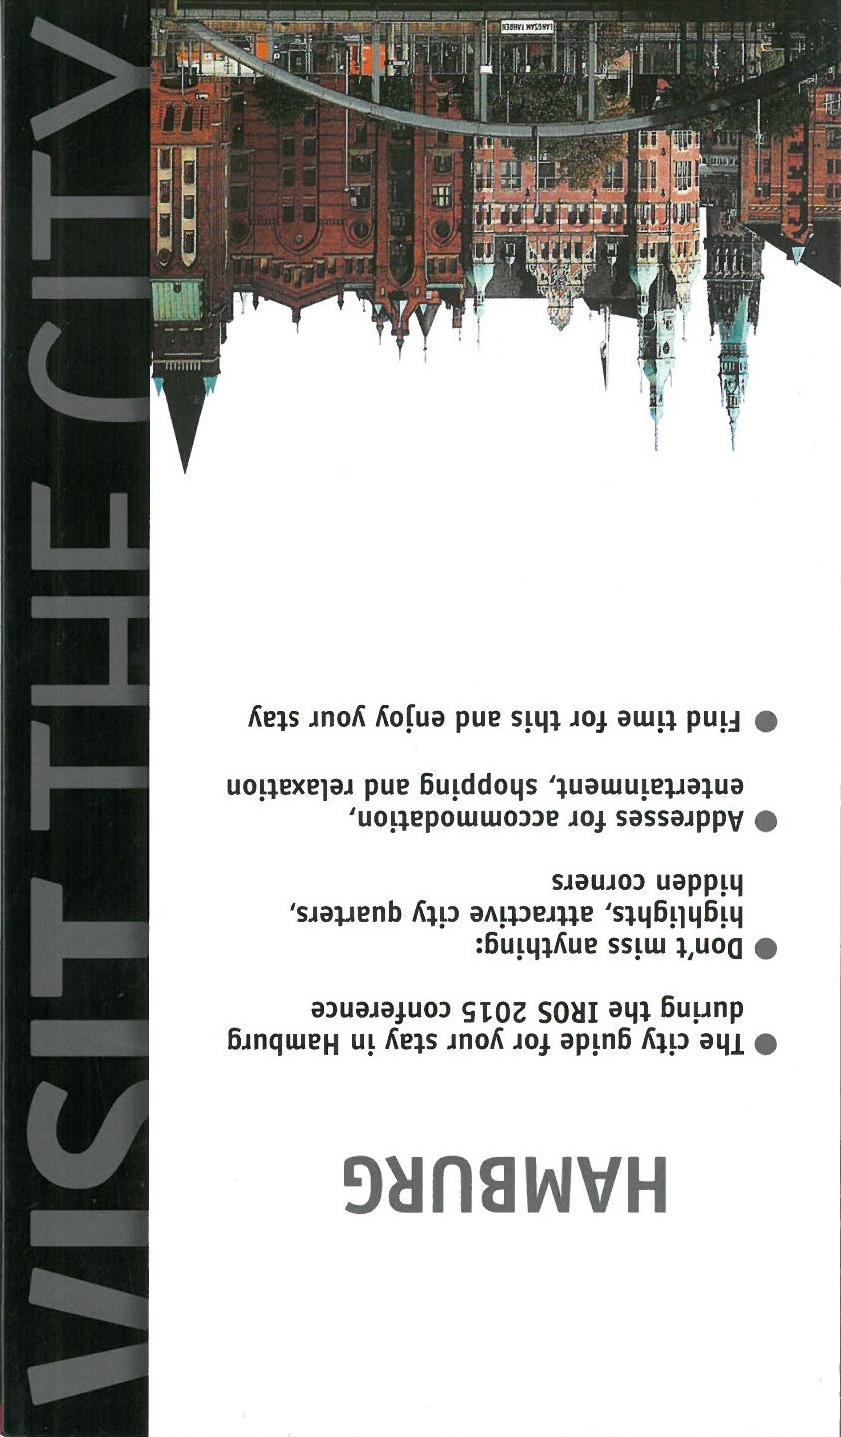 HAMBURG
The city guide for your stay in Hamburg
during the IROS 2015 conference
Don't miss anything:
highlights, attractive city quarters,
hidden corners
Addresses for accommodation,
entertainment, shopping and relaxation
Find time for this and enjoy your stay
LANGSAM FAHREN
VISIT THE CITY